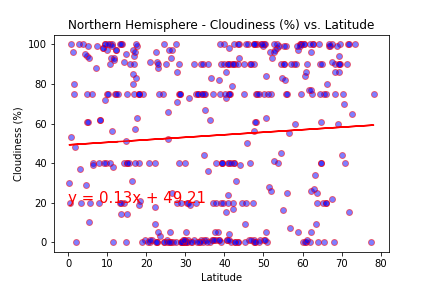 Northern Hemisphere - Cloudiness (%) vs. Latitude
100
80
60
40
20
0
Cloudiness (%)
y = 0.13x + 49.21
0 10 20 30 40 50 60 70 80
Latitude